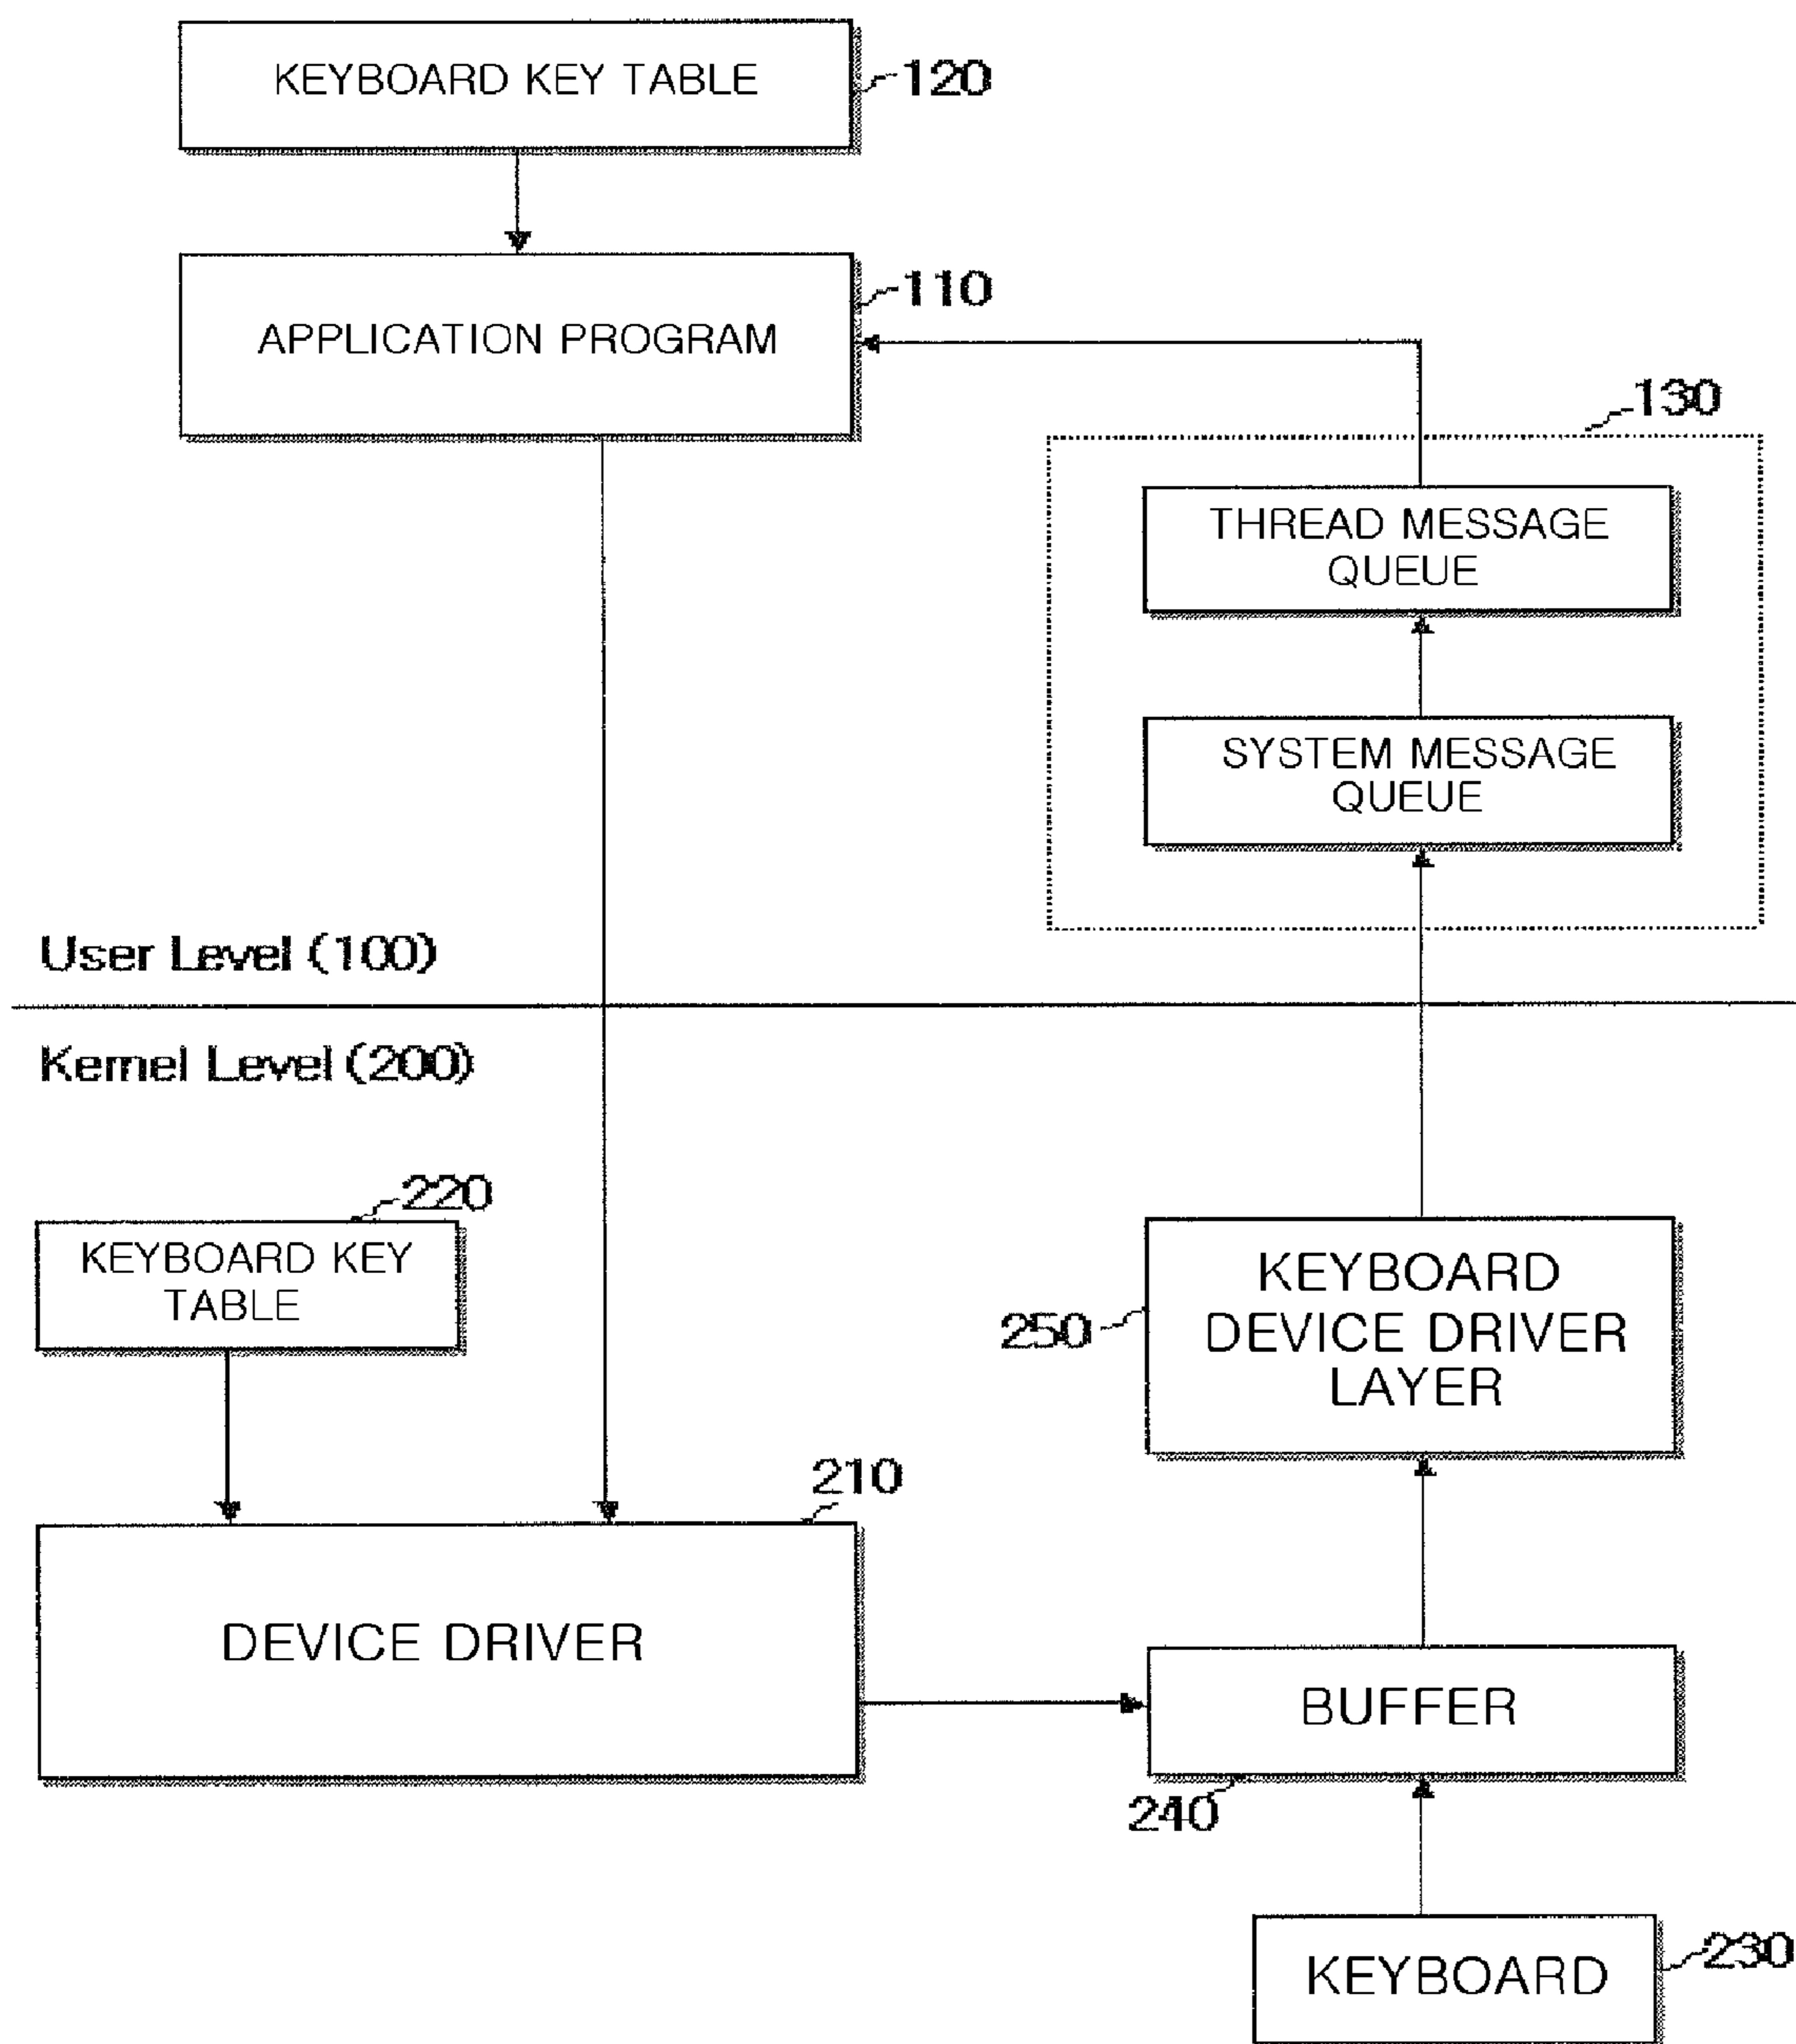 KEYBOARD KEY TABLE
120
110
APPLICATION PROGRAM
130
THREAD MESSAGE
QUEUE
SYSTEM MESSAGE
QUEUE
User Level (100)
Kernel Level (200)
220
KEYBOARD KEY
TABLE
KEYBOARD
DEVICE DRIVER
LAYER
250
210
DEVICE DRIVER
BUFFER
240
KEYBOARD
230